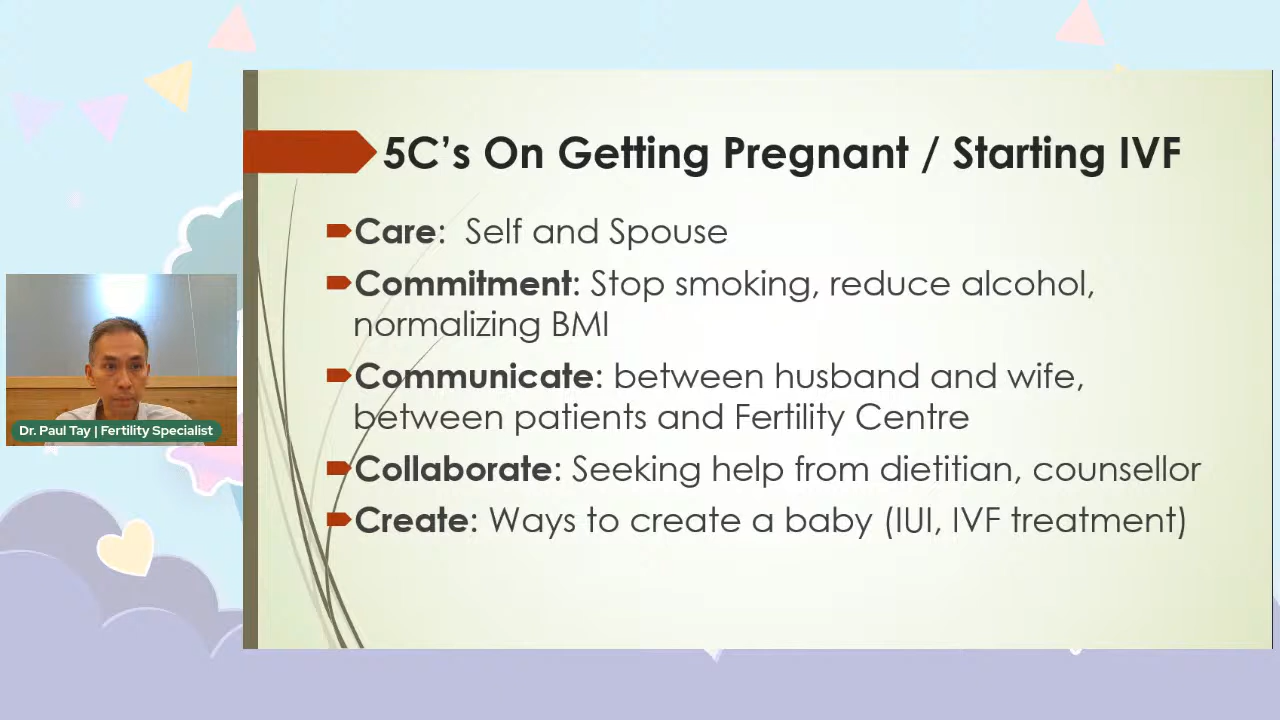 5C’s On Getting Pregnant / Starting IVF
Care:  Self and Spouse
Commitment: Stop smoking, reduce alcohol,
normalizing BMI
Communicate: between husband and wife,
between patients and Fertility Centre
Collaborate: Seeking help from dietitian, counsellor
Create: Ways to create a baby (IUI, IVF treatment)
Dr. Paul Tay | Fertility Specialist